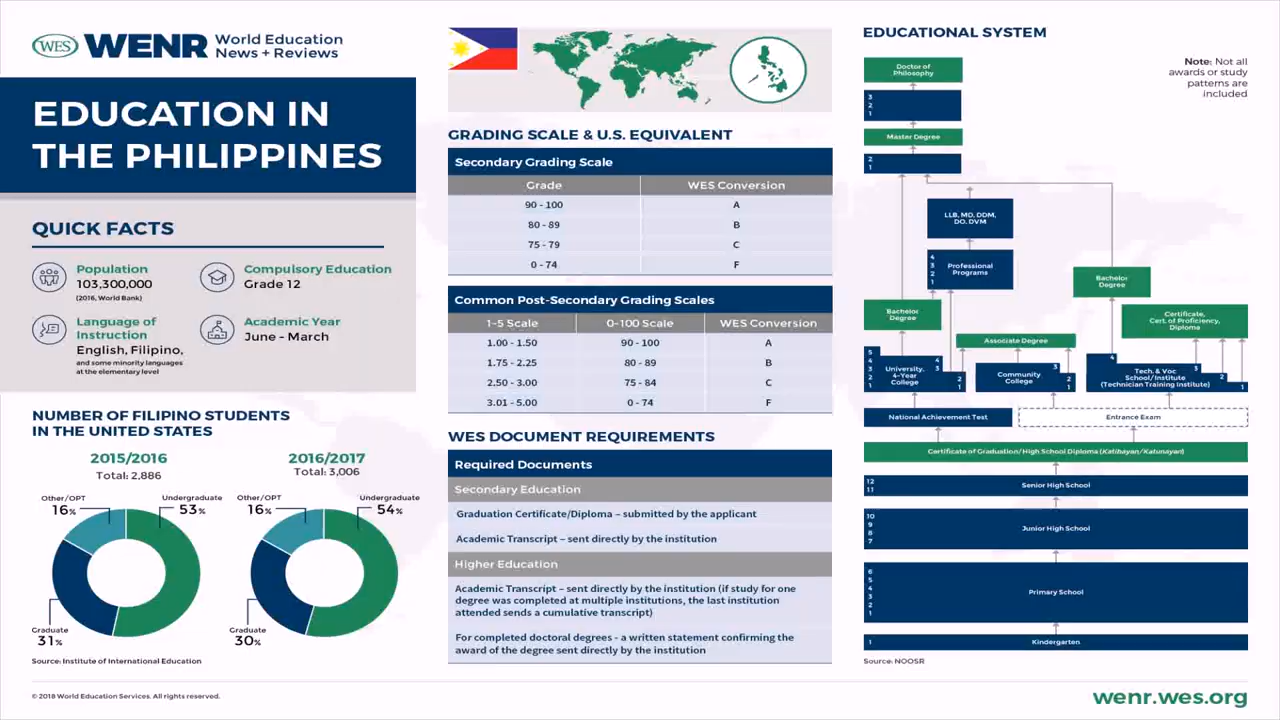 WES WENR World Education
News + Reviews
EDUCATION IN
THE PHILIPPINES
QUICK FACTS
Population
103,300,000
(2016, World Bank)
Compulsory Education
Grade 12
Language of
Instruction
English, Filipino,
and some minority languages
at the elementary level
Academic Year
June - March
NUMBER OF FILIPINO STUDENTS
IN THE UNITED STATES
2015/2016
Total: 2,886
Other/OPT
16%
Undergraduate
53%
Graduate
31%
2016/2017
Total: 3,006
Other/OPT
16%
Undergraduate
54%
Graduate
30%
Source: Institute of International Education
© 2018 World Education Services. All rights reserved.
GRADING SCALE & U.S. EQUIVALENT
Secondary Grading Scale
Grade WES Conversion
90 - 100 A
80 - 89 B
75 - 79 C
0 - 74 F
Common Post-Secondary Grading Scales
1-5 Scale 0-100 Scale WES Conversion
1.00 - 1.50 90 - 100 A
1.75 - 2.25 80 - 89 B
2.50 - 3.00 75 - 84 C
3.01 - 5.00 0 - 74 F
WES DOCUMENT REQUIREMENTS
Required Documents
Secondary Education
Graduation Certificate/Diploma – submitted by the applicant
Academic Transcript – sent directly by the institution
Higher Education
Academic Transcript – sent directly by the institution (if study for one
degree was completed at multiple institutions, the last institution
attended sends a cumulative transcript)
For completed doctoral degrees - a written statement confirming the
award of the degree sent directly by the institution
EDUCATIONAL SYSTEM
Note: Not all
awards or study
patterns are
included
Doctor of
Philosophy
3
2
1
Master Degree
2
1
LLB, MD, DDM,
DO, DVM
4
3
2
1
Professional
Programs
Bachelor
Degree
Bachelor
Degree
Certificate,
Cert. of Proficiency,
Diploma
Associate Degree
5
4
3
2
1
University,
4-Year
College
4
3
2
1
Community
College
3
2
1
4
Tech. & Voc
School/Institute
(Technician Training Institute)
3
2
1
National Achievement Test
Entrance Exam
Certificate of Graduation/High School Diploma (Katibayan/Katunayan)
12
11
Senior High School
10
9
8
7
Junior High School
6
5
4
3
2
1
Primary School
1
Kindergarten
Source: NOOSR
wenr.wes.org